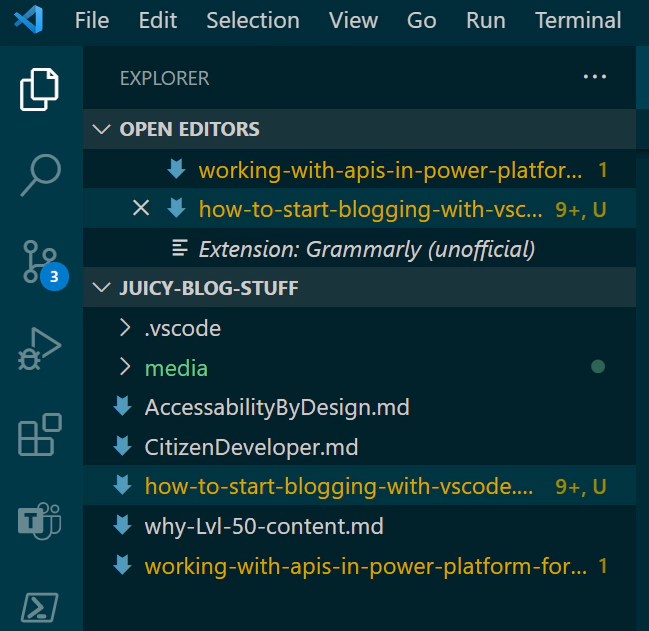 File Edit Selection View Go Run Terminal
EXPLORER ...
OPEN EDITORS
working-with-apis-in-power-platfor... 1
how-to-start-blogging-with-vsc... 9+, U
Extension: Grammarly (unofficial)
3
JUICY-BLOG-STUFF
.vscode
media
AccessabilityByDesign.md
CitizenDeveloper.md
how-to-start-blogging-with-vscode.... 9+, U
T
why-Lvl-50-content.md
working-with-apis-in-power-platform-for... 1